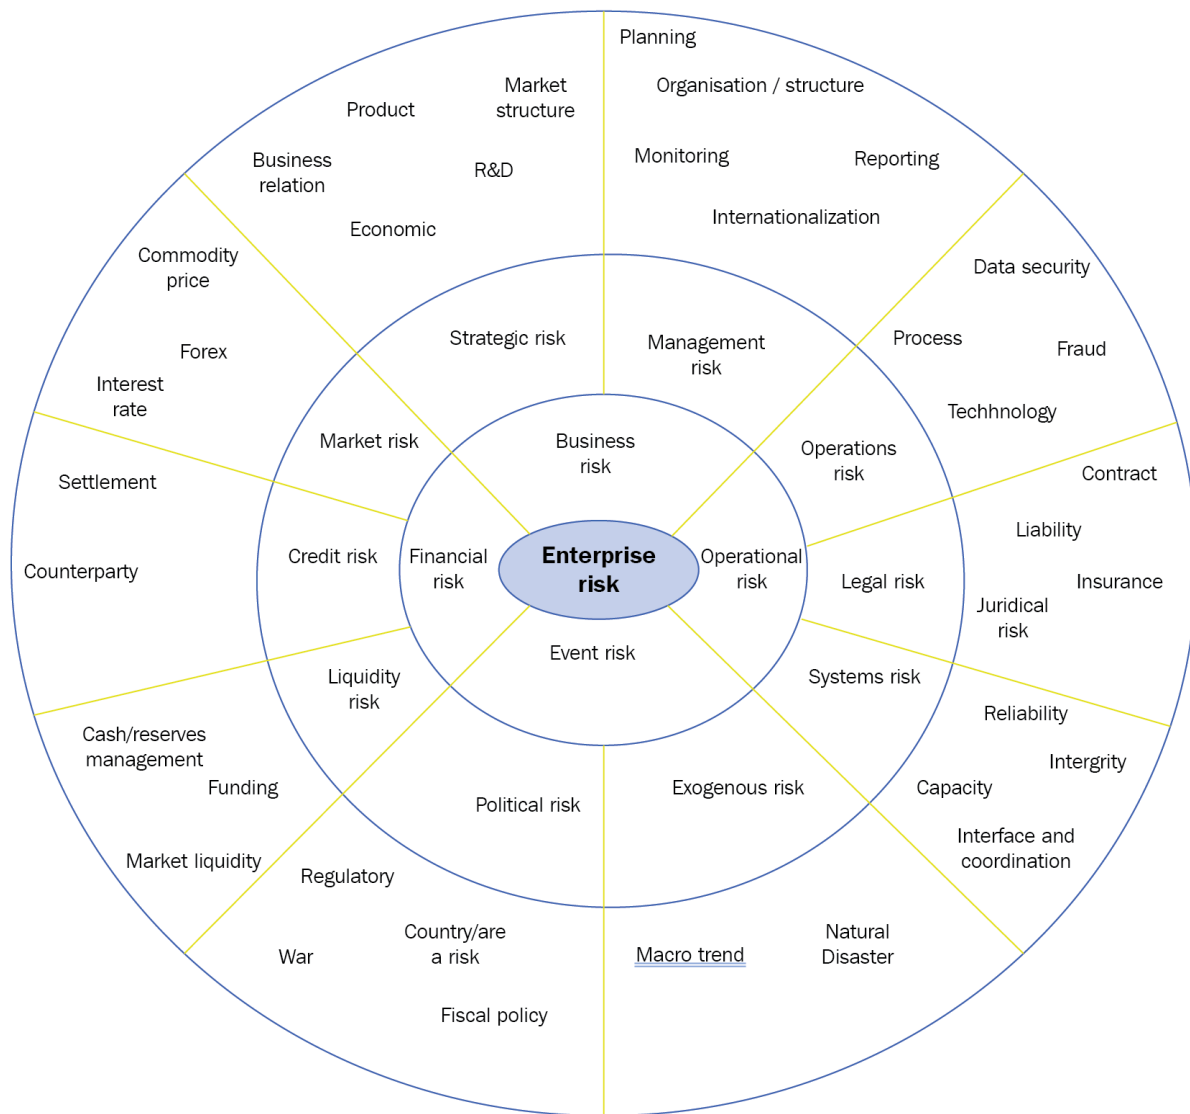 Planning
Organisation / structure
Market
structure
Product
Monitoring
Reporting
Business
relation
R&D
Internationalization
Economic
Commodity
price
Data security
Strategic risk
Management
risk
Process
Fraud
Forex
Interest
rate
Techhnology
Market risk
Business
risk
Operations
risk
Settlement
Contract
Liability
Counterparty
Credit risk
Financial
risk
Enterprise
risk
Operational
risk
Legal risk
Insurance
Juridical
risk
Event risk
Liquidity
risk
Systems risk
Reliability
Cash/reserves
management
Intergrity
Funding
Political risk
Exogenous risk
Capacity
Interface and
coordination
Market liquidity
Regulatory
Country/are
a risk
War
Macro trend
Natural
Disaster
Fiscal policy